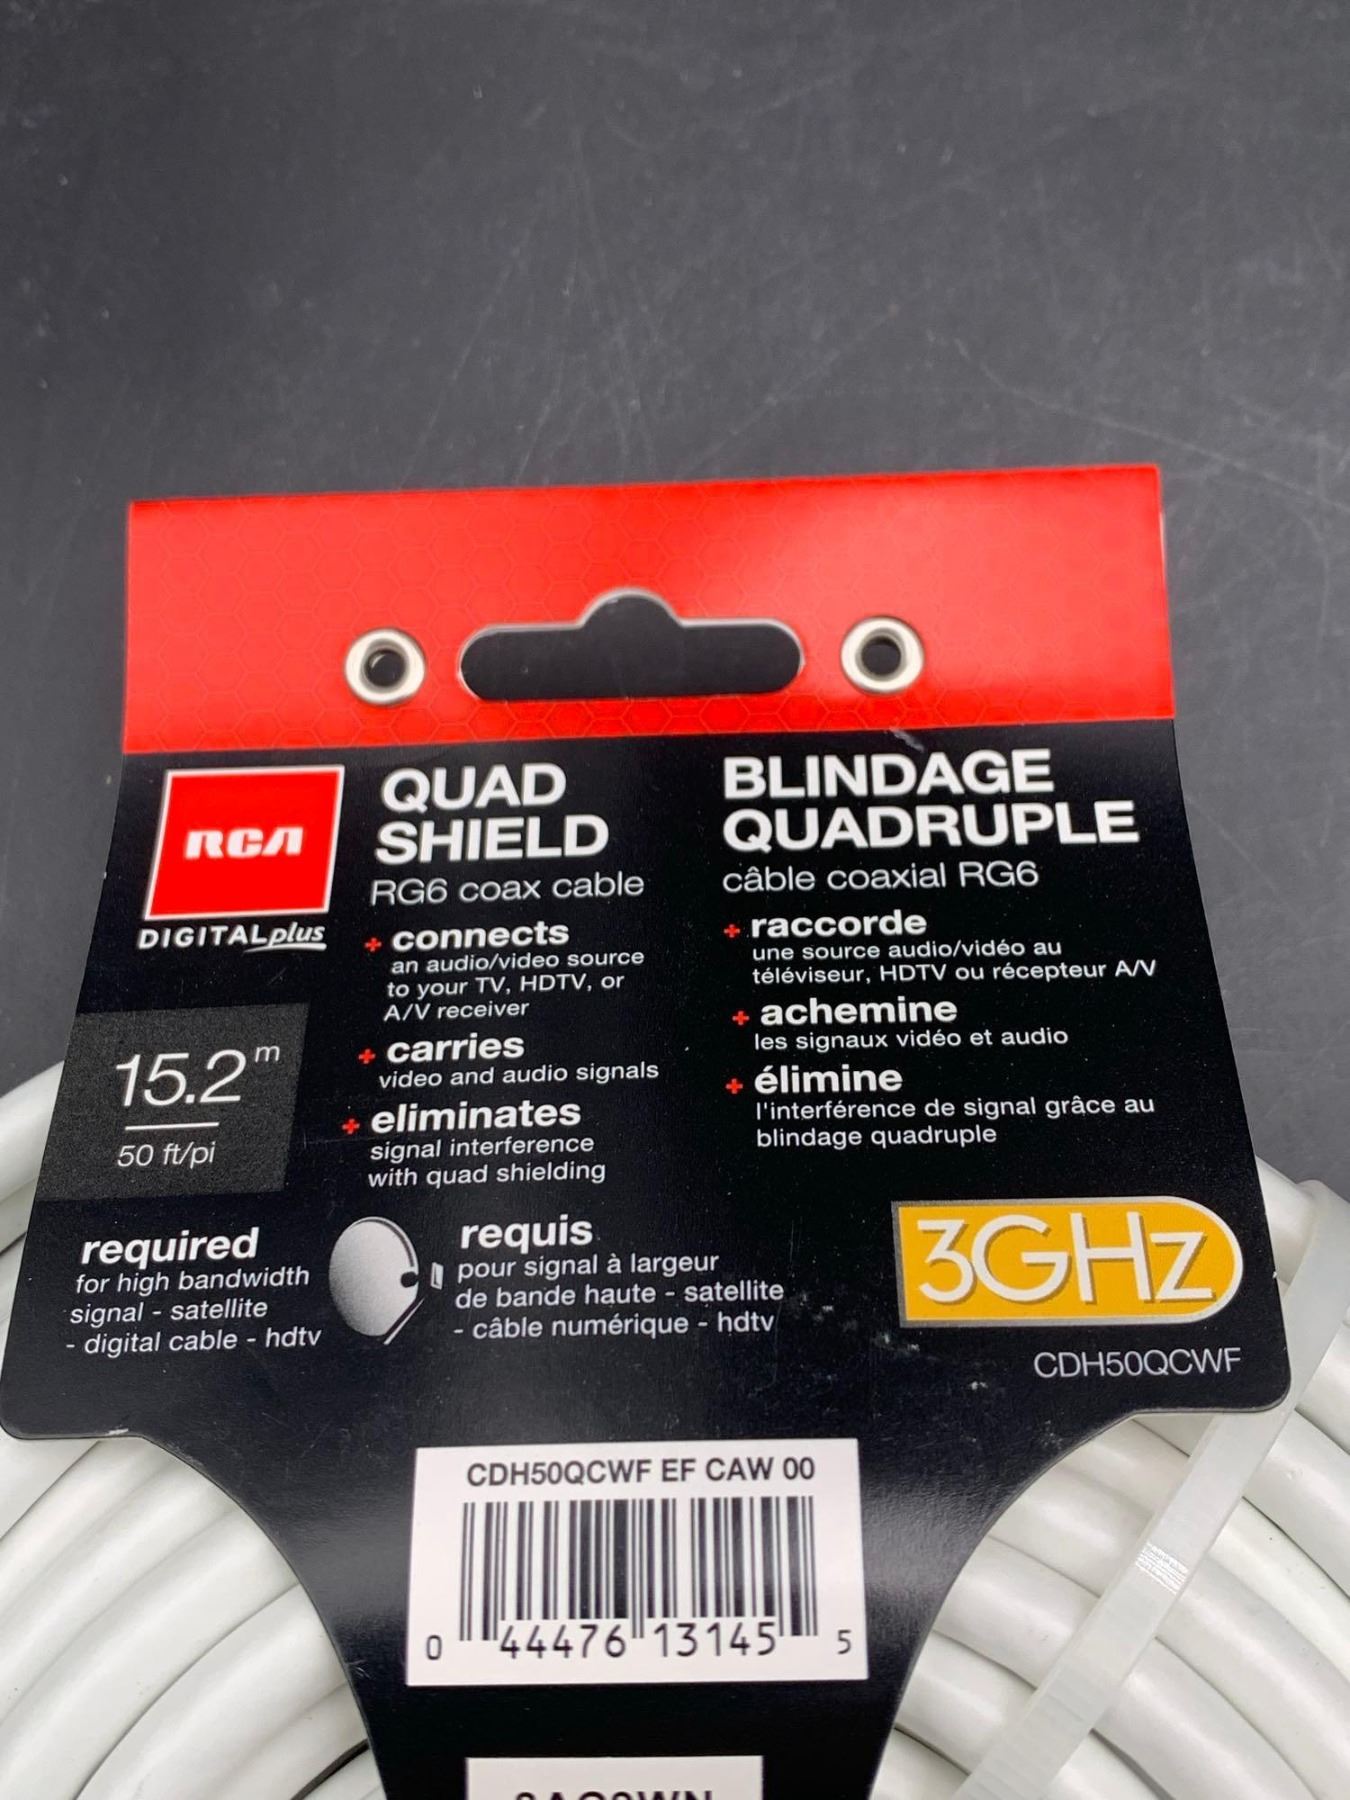 RCA
DIGITALplus
15.2 m
50 ft/pi
QUAD
SHIELD
RG6 coax cable
+ connects
an audio/video source
to your TV, HDTV, or
A/V receiver
+ carries
video and audio signals
+ eliminates
signal interference
with quad shielding
BLINDAGE
QUADRUPLE
câble coaxial RG6
+ raccorde
une source audio/vidéo au
téléviseur, HDTV ou récepteur A/V
+ achemine
les signaux vidéo et audio
+ élimine
l'interférence de signal grâce au
blindage quadruple
required
for high bandwidth
signal - satellite
- digital cable - hdtv
requis
pour signal à largeur
de bande haute - satellite
- câble numérique - hdtv
3GHz
CDH50QCWF
CDH50QCWF EF CAW 00
0 44476 13145 5